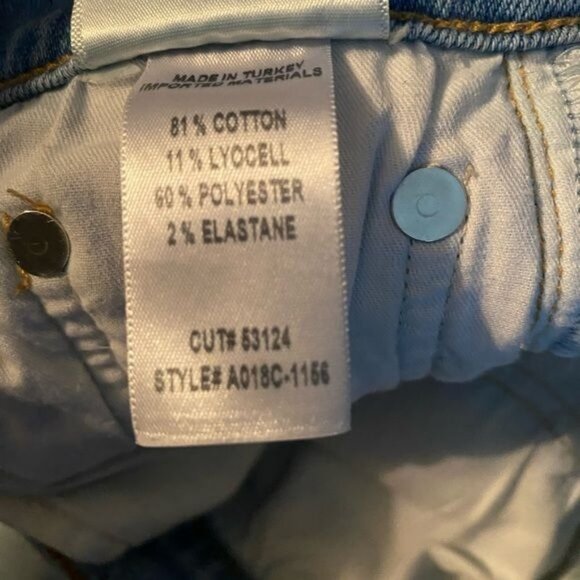 MADE IN TURKEY
IMPORTED MATERIALS
81 % COTTON
11 % LYOCELL
60 % POLYESTER
2 % ELASTANE
CUT# 53124
STYLE# A018C-1156